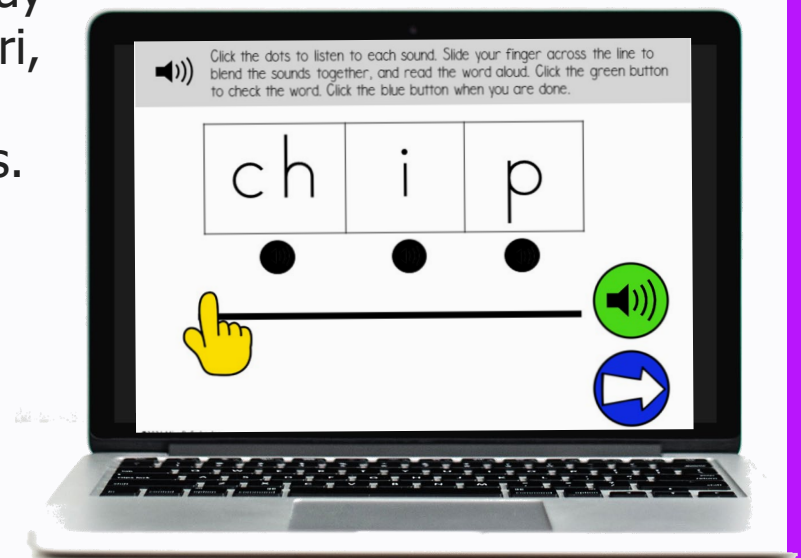 ri,
s.
Click the dots to listen to each sound. Slide your finger across the line to
blend the sounds together, and read the word aloud. Click the green button
to check the word. Click the blue button when you are done.
ch i p